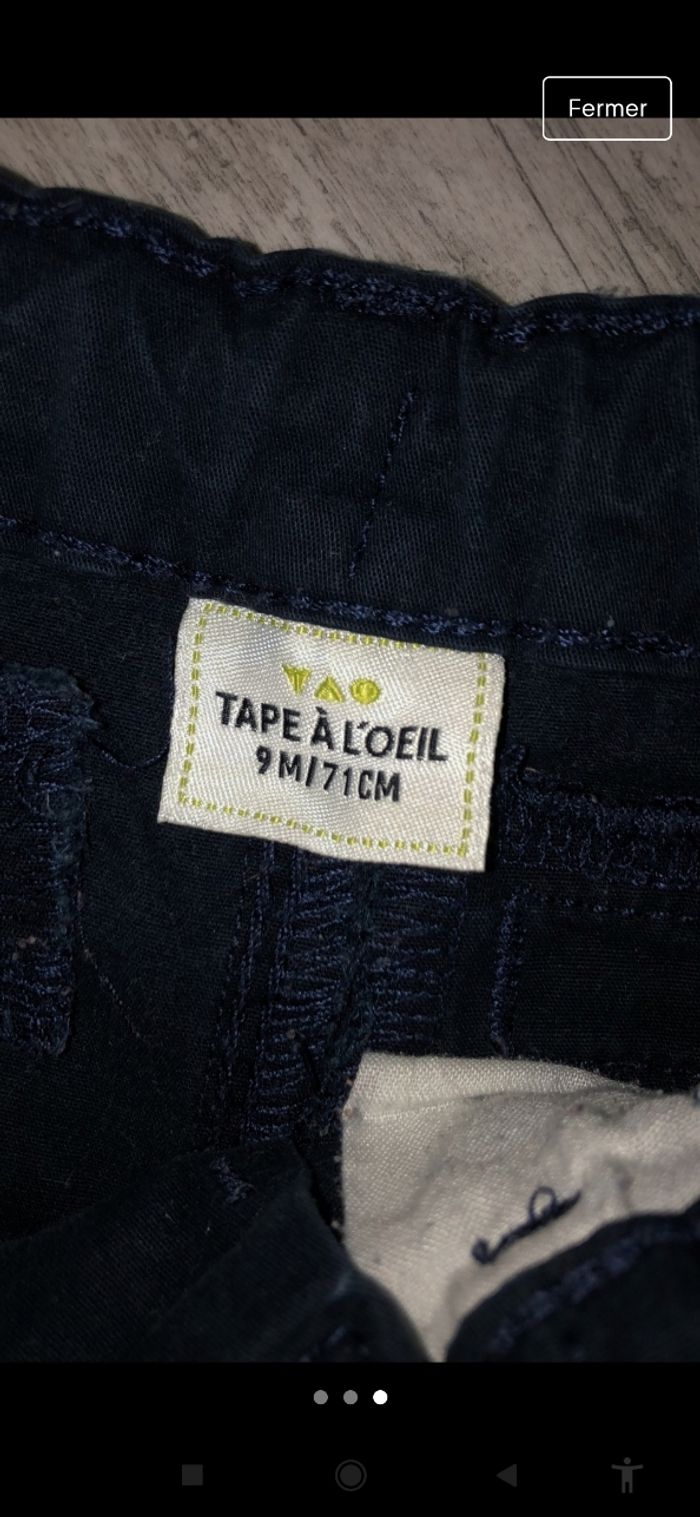 Fermer
TAO
TAPE À L'OEIL
9M/71CM